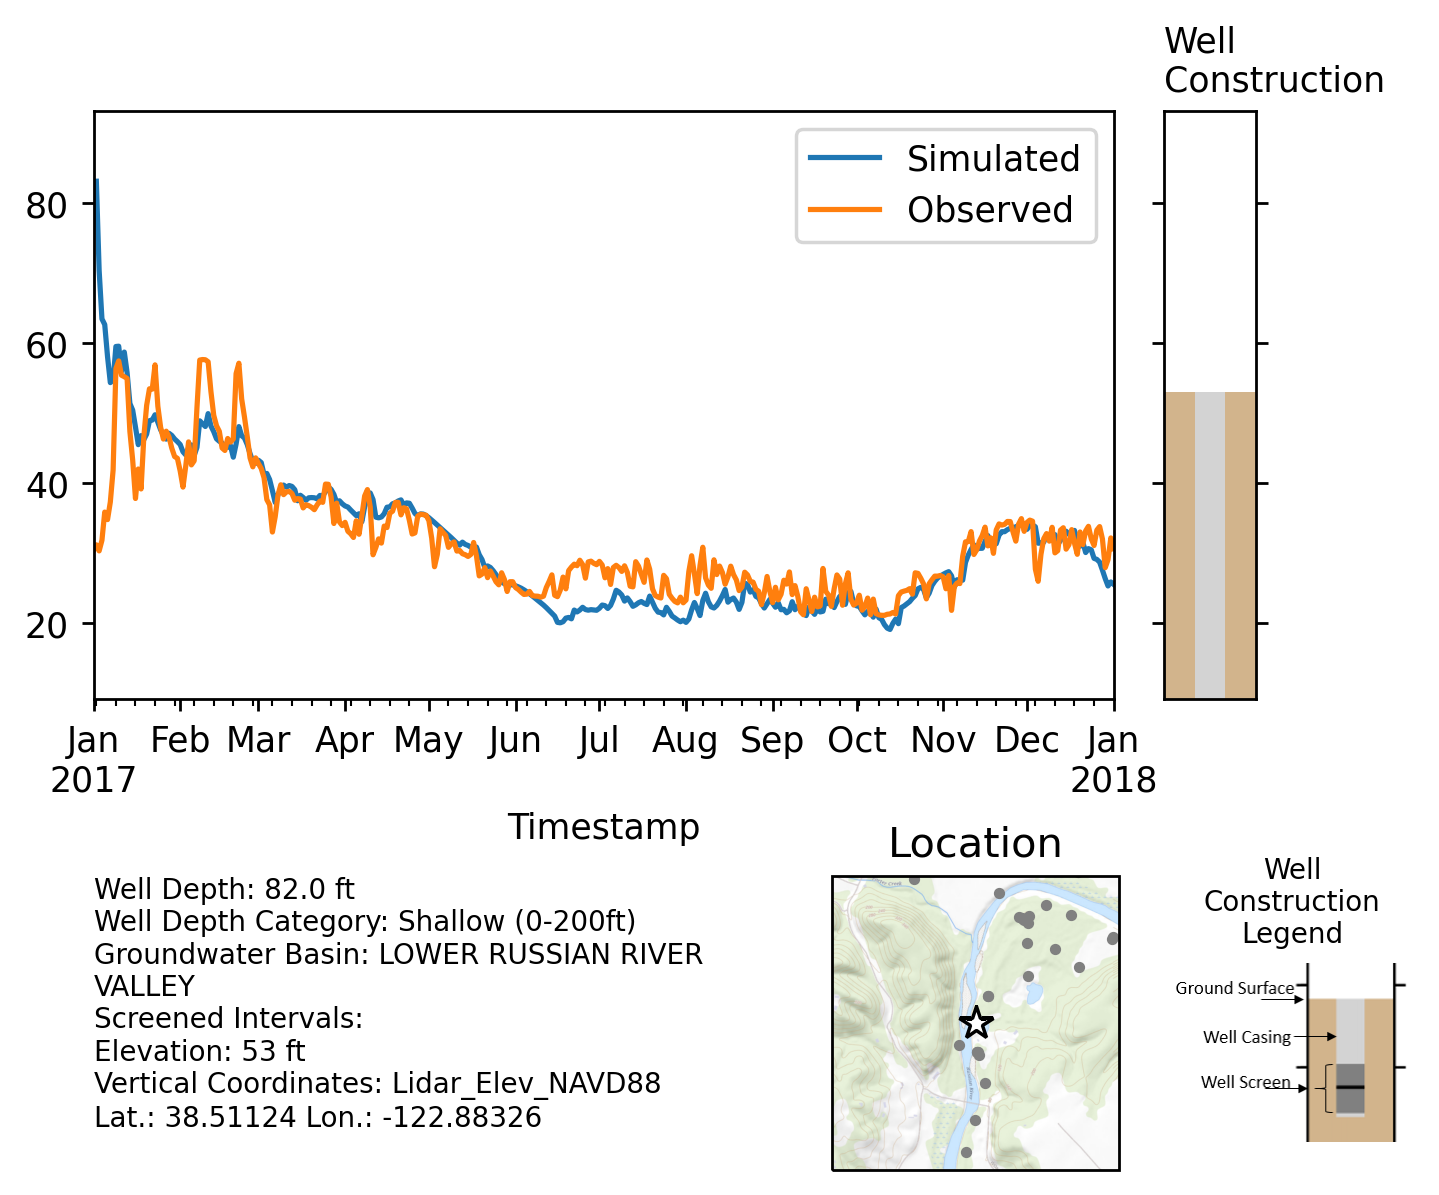 Well
Construction
Simulated
Observed
80
60
40
20
Jan
2017
Feb
Mar
Apr
May
Jun
Jul
Aug
Sep
Oct
Nov
Dec
Jan
2018
Timestamp
Well Depth: 82.0 ft
Well Depth Category: Shallow (0-200ft)
Groundwater Basin: LOWER RUSSIAN RIVER
VALLEY
Screened Intervals:
Elevation: 53 ft
Vertical Coordinates: Lidar_Elev_NAVD88
Lat.: 38.51124 Lon.: -122.88326
Location
Well
Construction
Legend
Ground Surface
Well Casing
Well Screen